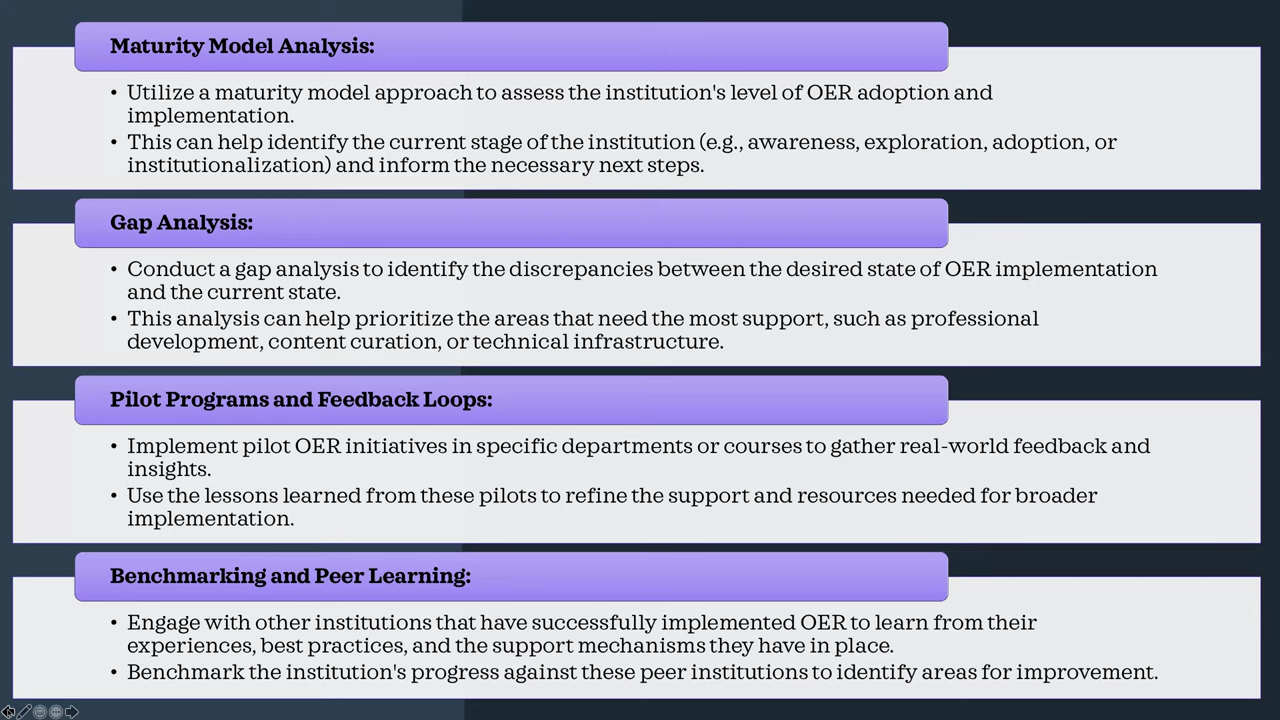 Maturity Model Analysis:
• Utilize a maturity model approach to assess the institution's level of OER adoption and
implementation.
• This can help identify the current stage of the institution (e.g., awareness, exploration, adoption, or
institutionalization) and inform the necessary next steps.
Gap Analysis:
• Conduct a gap analysis to identify the discrepancies between the desired state of OER implementation
and the current state.
• This analysis can help prioritize the areas that need the most support, such as professional
development, content curation, or technical infrastructure.
Pilot Programs and Feedback Loops:
• Implement pilot OER initiatives in specific departments or courses to gather real-world feedback and
insights.
• Use the lessons learned from these pilots to refine the support and resources needed for broader
implementation.
Benchmarking and Peer Learning:
• Engage with other institutions that have successfully implemented OER to learn from their
experiences, best practices, and the support mechanisms they have in place.
• Benchmark the institution's progress against these peer institutions to identify areas for improvement.